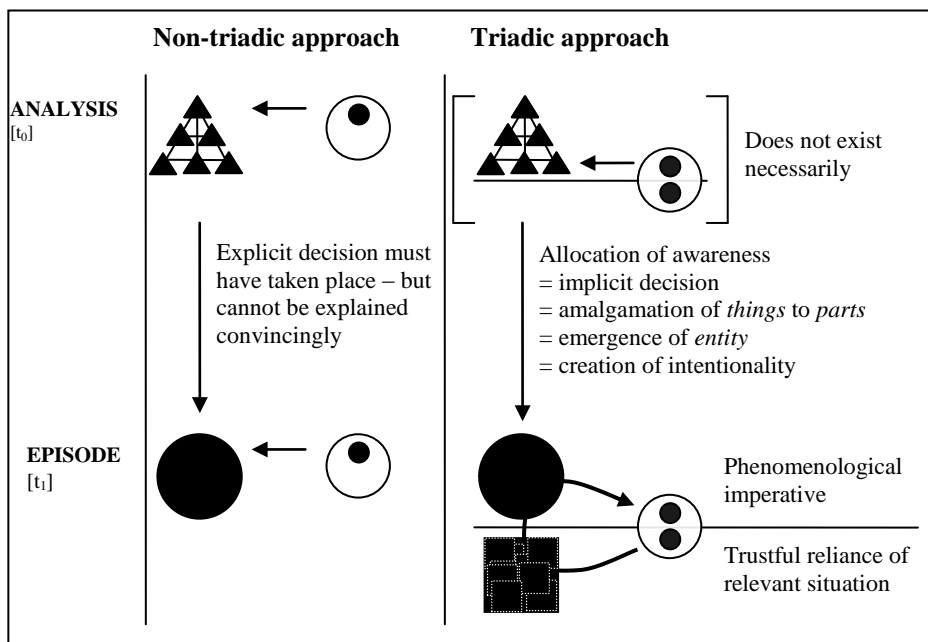 Non-triadic approach
Triadic approach
ANALYSIS
[t₀]
Does not exist
necessarily
Explicit decision must
have taken place – but
cannot be explained
convincingly
Allocation of awareness
= implicit decision
= amalgamation of things to parts
= emergence of entity
= creation of intentionality
EPISODE
[t₁]
Phenomenological
imperative
Trustful reliance of
relevant situation